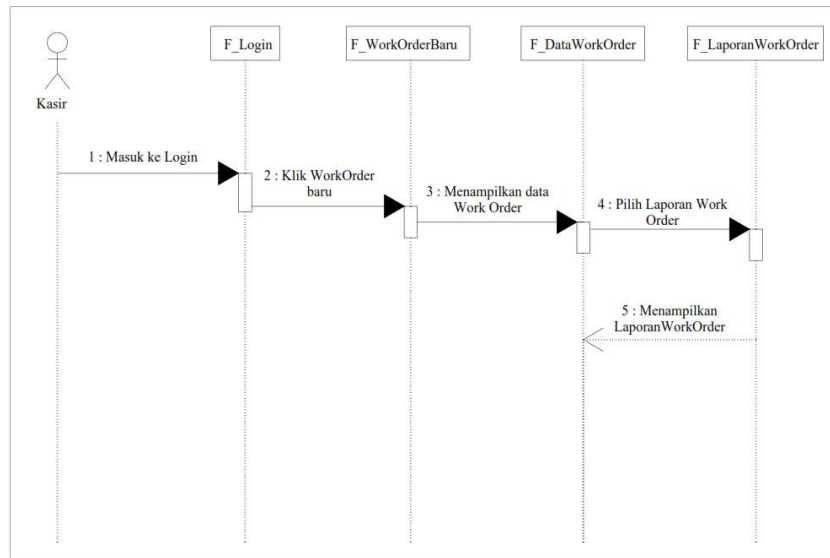 F_Login
F_WorkOrderBaru
F_DataWorkOrder
F_LaporanWorkOrder
Kasir
1 : Masuk ke Login
2 : Klik WorkOrder
baru
3 : Menampilkan data
Work Order
4 : Pilih Laporan Work
Order
5 : Menampilkan
LaporanWorkOrder